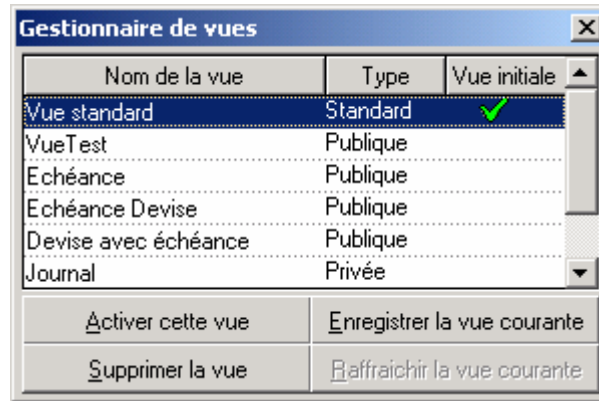 Gestionnaire de vues
Nom de la vue Type Vue initiale
Vue standard Standard
VueTest Publique
Echéance Publique
Echéance Devise Publique
Devise avec échéance Publique
Journal Privée
Activer cette vue Enregistrer la vue courante
Supprimer la vue Raffraichir la vue courante